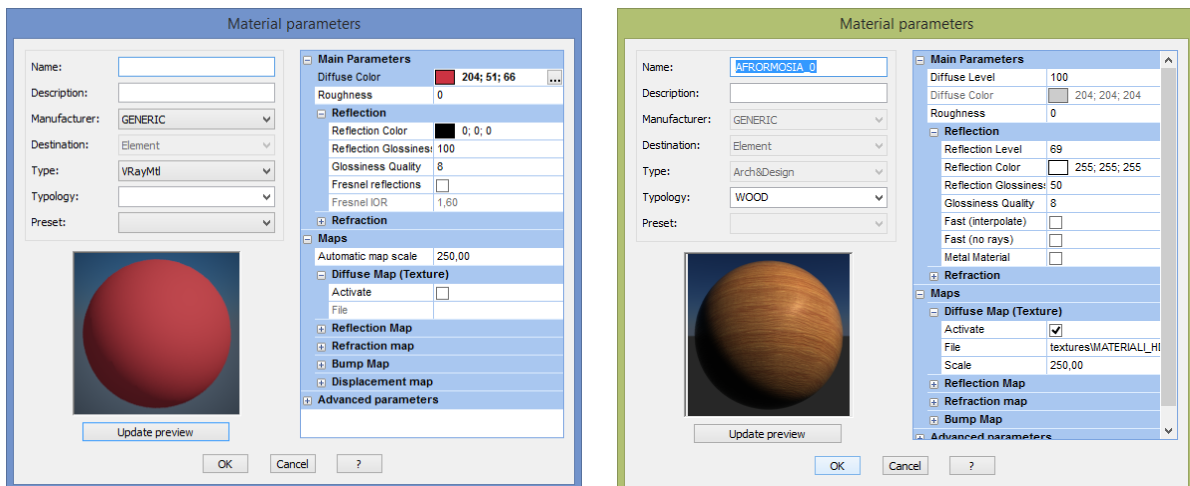 Material parameters
Name:
Description:
Manufacturer: GENERIC
Destination: Element
Type: VRayMtl
Typology:
Preset:
Update preview
Main Parameters
Diffuse Color 204; 51; 66 ...
Roughness 0
Reflection
Reflection Color 0; 0; 0
Reflection Glossines: 100
Glossiness Quality 8
Fresnel reflections
Fresnel IOR 1,60
Refraction
Maps
Automatic map scale 250,00
Diffuse Map (Texture)
Activate
File
Reflection Map
Refraction map
Bump Map
Displacement map
Advanced parameters
OK Cancel ?
Material parameters
Name: AFRORMOSIA_0
Description:
Manufacturer: GENERIC
Destination: Element
Type: Arch&Design
Typology: WOOD
Preset:
Update preview
Main Parameters
Diffuse Level 100
Diffuse Color 204; 204; 204
Roughness 0
Reflection
Reflection Level 69
Reflection Color 255; 255; 255
Reflection Glossines: 50
Glossiness Quality 8
Fast (interpolate)
Fast (no rays)
Metal Material
Refraction
Maps
Diffuse Map (Texture)
Activate
File textures\MATERIALI_HI
Scale 250,00
Reflection Map
Refraction map
Bump Map
Advanced parameters
OK Cancel ?